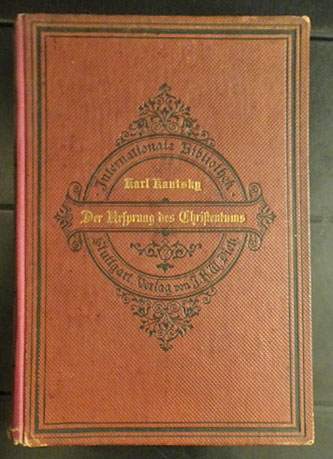 Internationale Bibliothek.
Karl Kautsky
Der Ursprung des Christentums
Stuttgart, Verlag von J.H.W. Dietz